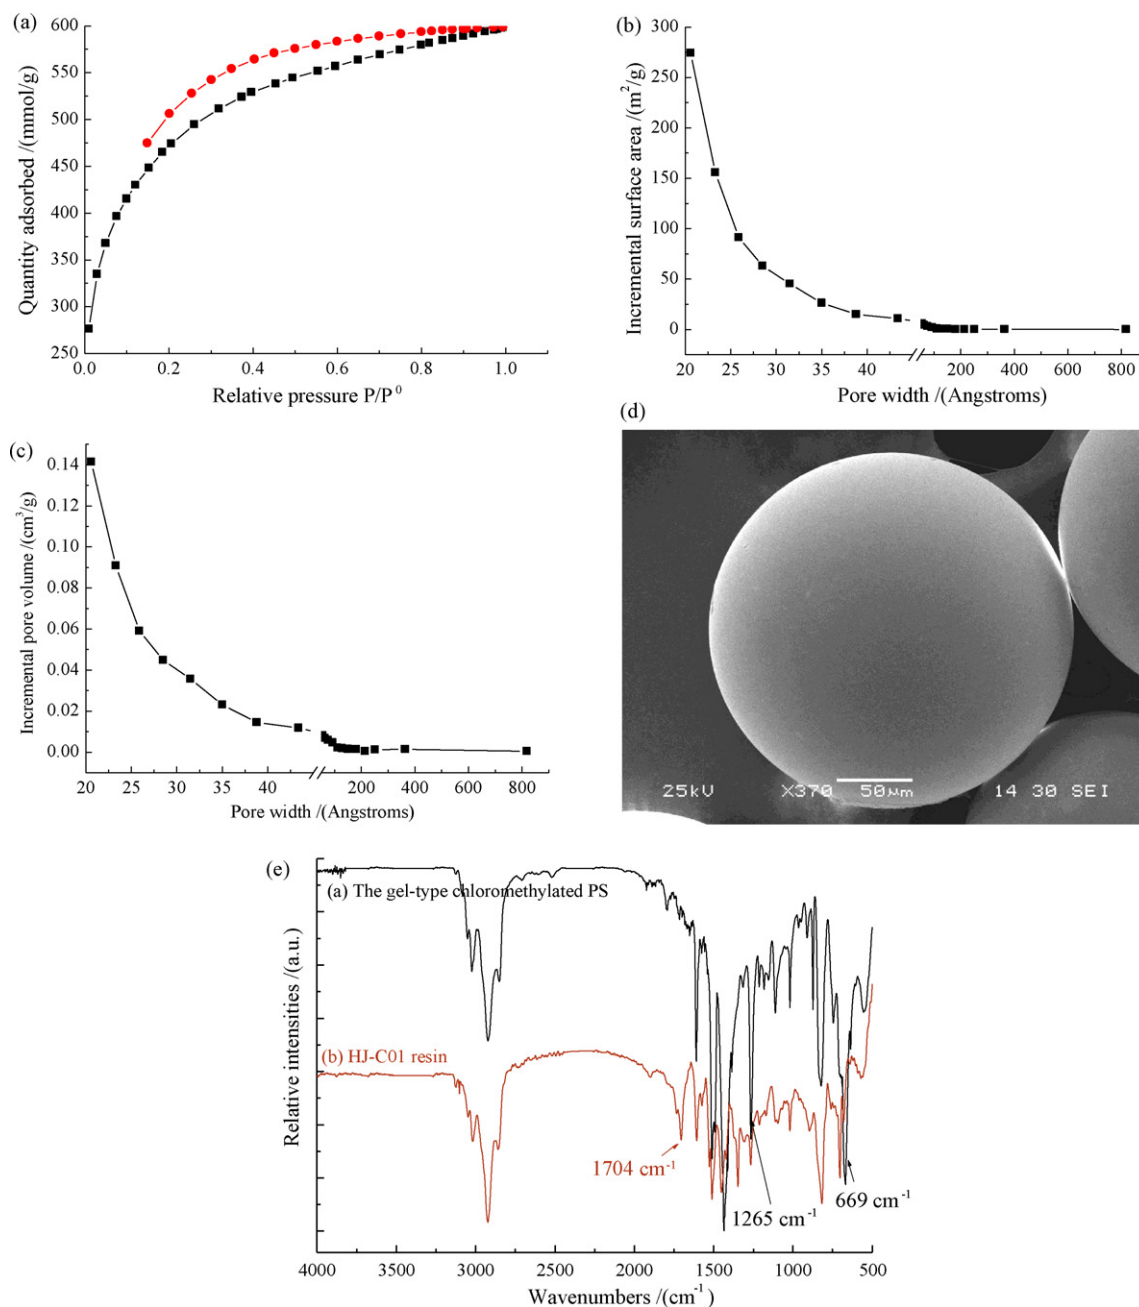 (a)
600
550
500
450
400
350
300
250
Quantity adsorbed /(mmol/g)
0.0 0.2 0.4 0.6 0.8 1.0
Relative pressure P/P⁰
(b)
300
250
200
150
100
50
0
Incremental surface area /(m²/g)
20 25 30 35 40 200 400 600 800
Pore width /(Angstroms)
(c)
0.14
0.12
0.10
0.08
0.06
0.04
0.02
0.00
Incremental pore volume /(cm³/g)
20 25 30 35 40 200 400 600 800
Pore width /(Angstroms)
(d)
25kV X370 50μm 14 30 SEI
(e)
(a) The gel-type chloromethylated PS
(b) HJ-C01 resin
Relative intensities /(a.u.)
1704 cm⁻¹
1265 cm⁻¹
669 cm⁻¹
4000 3500 3000 2500 2000 1500 1000 500
Wavenumbers /(cm⁻¹)